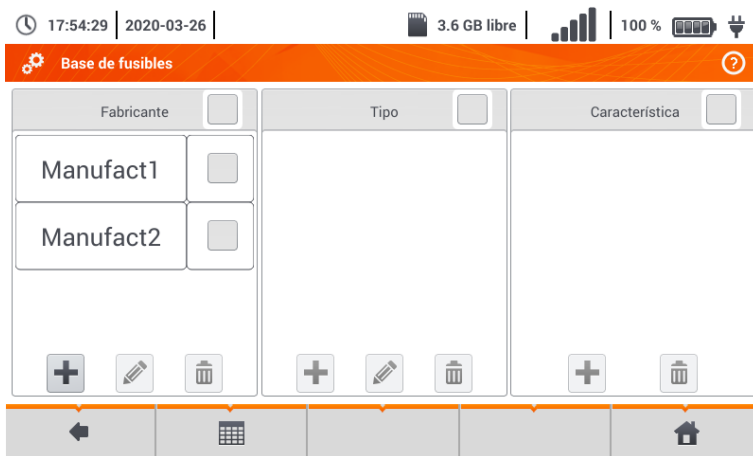 17:54:29 2020-03-26 3.6 GB libre 100 %
Base de fusibles
Fabricante Tipo Característica
Manufact1
Manufact2